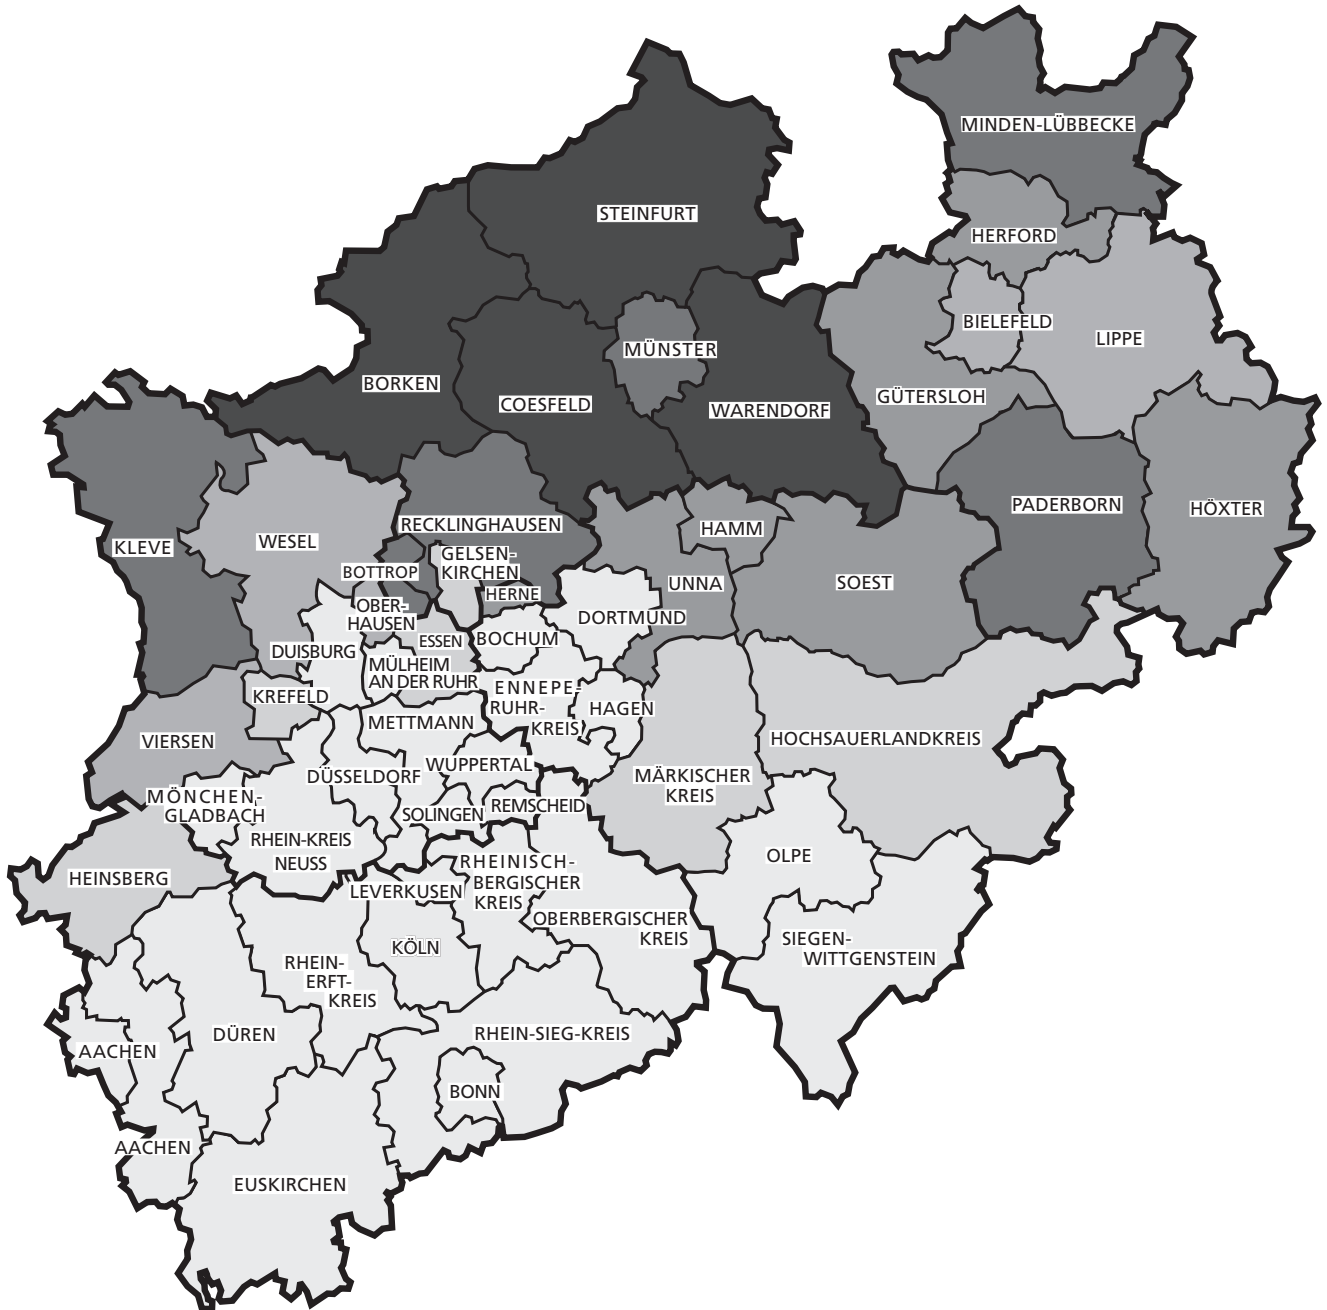 MINDEN-LÜBBECKE
STEINFURT
HERFORD
BIELEFELD
LIPPE
MÜNSTER
BORKEN
COESFELD
WARENDORF
GÜTERSLOH
PADERBORN
HÖXTER
RECKLINGHAUSEN
HAMM
KLEVE
WESEL
GELSEN-
KIRCHEN
BOTTROP
UNNA
SOEST
HERNE
OBER-
HAUSEN
DORTMUND
ESSEN
BOCHUM
DUISBURG
MÜLHEIM
AN DER RUHR
KREFELD
ENNEPE-
RUHR-
KREIS
HAGEN
METTMANN
VIERSEN
HOCHSAUERLANDKREIS
WUPPERTAL
DÜSSELDORF
MÄRKISCHER
KREIS
MÖNCHEN-
GLADBACH
REMSCHEID
SOLINGEN
RHEIN-KREIS
NEUSS
OLPE
HEINSBERG
RHEINISCH-
BERGISCHER
KREIS
LEVERKUSEN
OBERBERGISCHER
KREIS
KÖLN
SIEGEN-
WITTGENSTEIN
RHEIN-
ERFT-
KREIS
DÜREN
RHEIN-SIEG-KREIS
AACHEN
BONN
AACHEN
EUSKIRCHEN